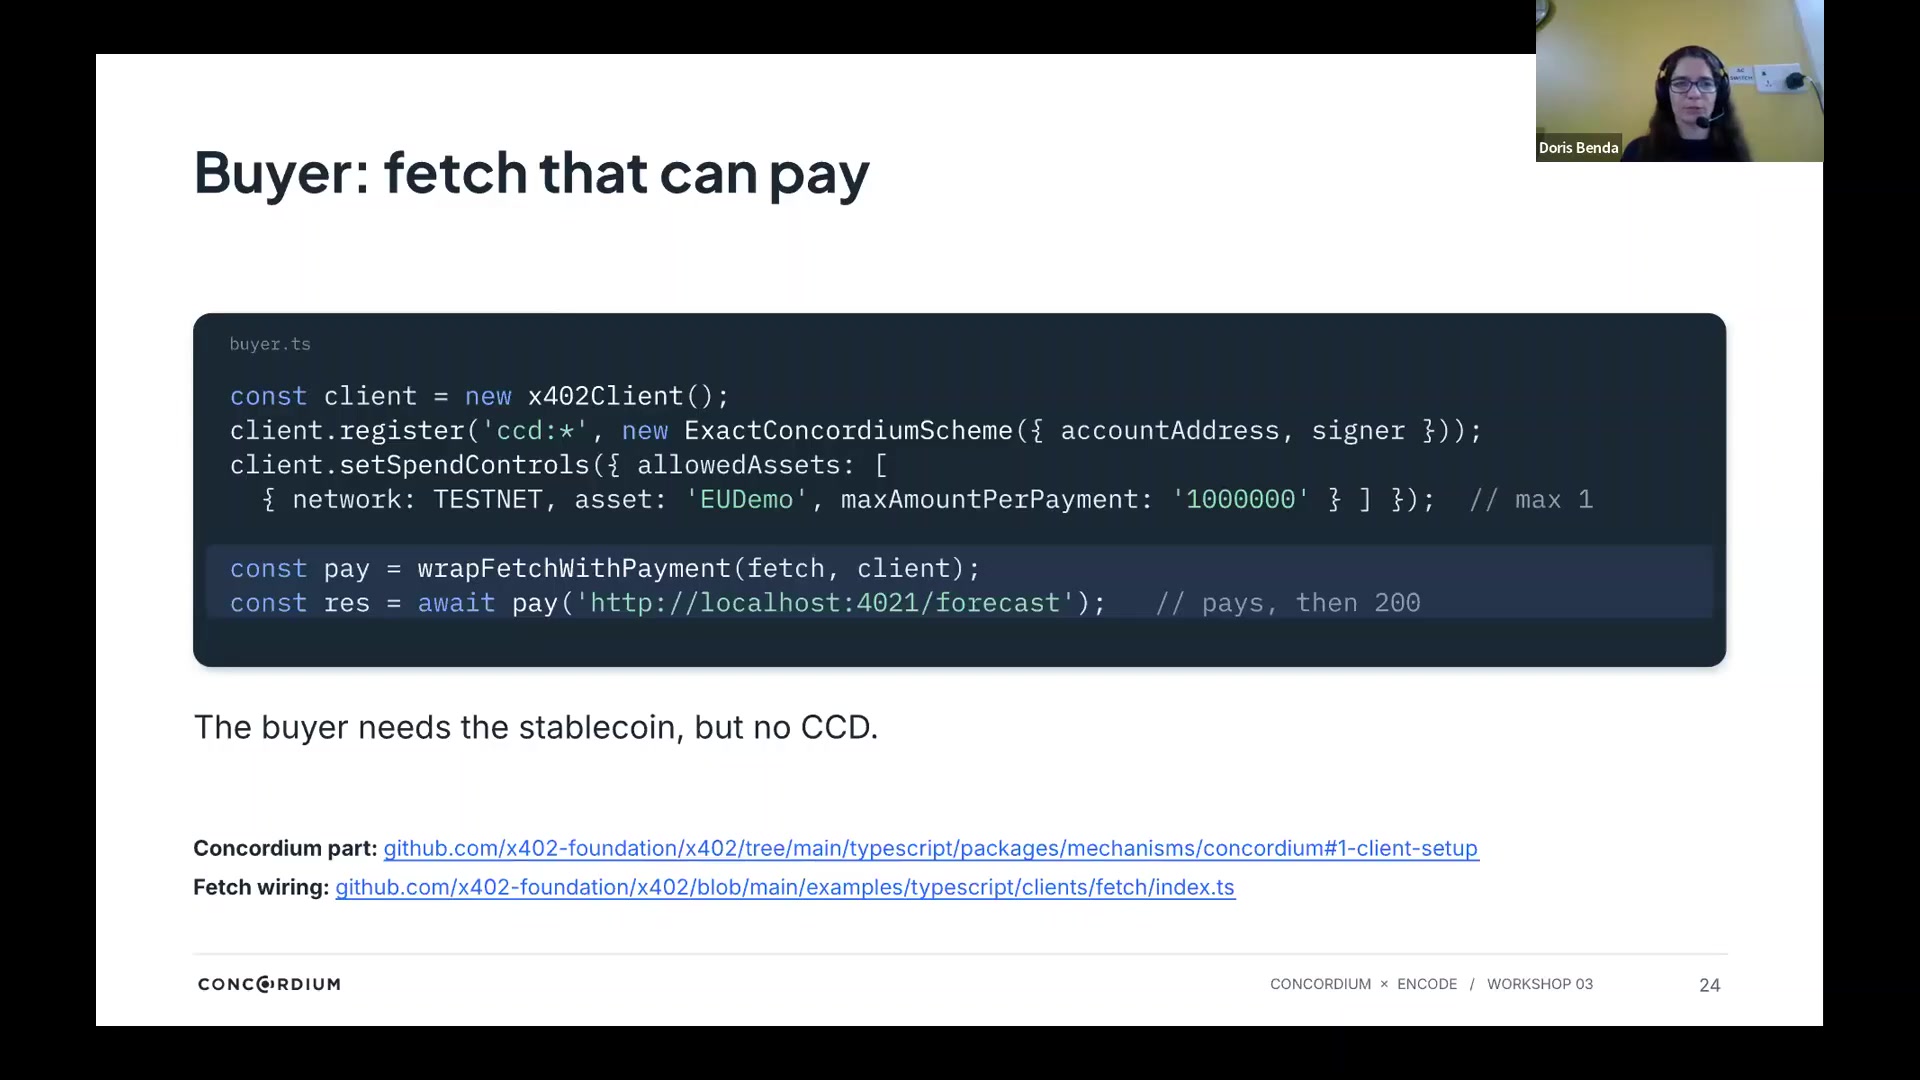 Doris Benda
Buyer: fetch that can pay
buyer.ts
const client = new x402Client();
client.register('ccd:*', new ExactConcordiumScheme({ accountAddress, signer }));
client.setSpendControls({ allowedAssets: [
{ network: TESTNET, asset: 'EUDemo', maxAmountPerPayment: '1000000' } ] }); // max 1
const pay = wrapFetchWithPayment(fetch, client);
const res = await pay('http://localhost:4021/forecast'); // pays, then 200
The buyer needs the stablecoin, but no CCD.
Concordium part: github.com/x402-foundation/x402/tree/main/typescript/packages/mechanisms/concordium#1-client-setup
Fetch wiring: github.com/x402-foundation/x402/blob/main/examples/typescript/clients/fetch/index.ts
CONCORDIUM
CONCORDIUM × ENCODE / WORKSHOP 03
24